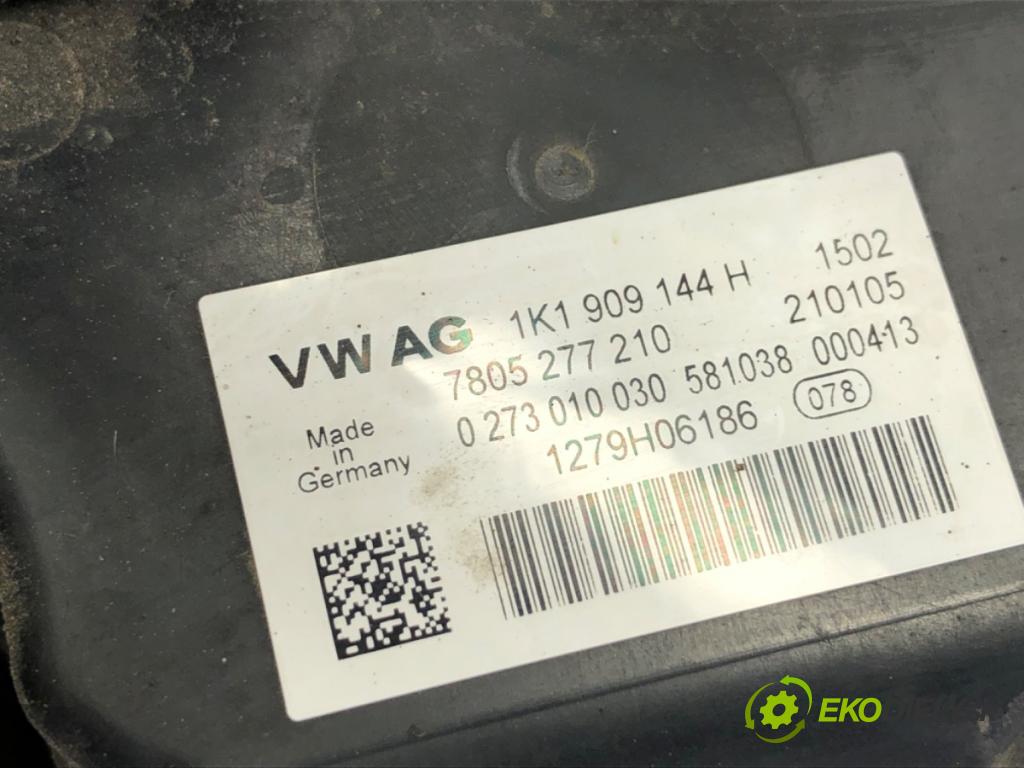 VW AG 1K1 909 144 H 1502
7805 277 210 210105
0 273 010 030 581038 000413
Made
in
Germany
1279H06186 078
EKO